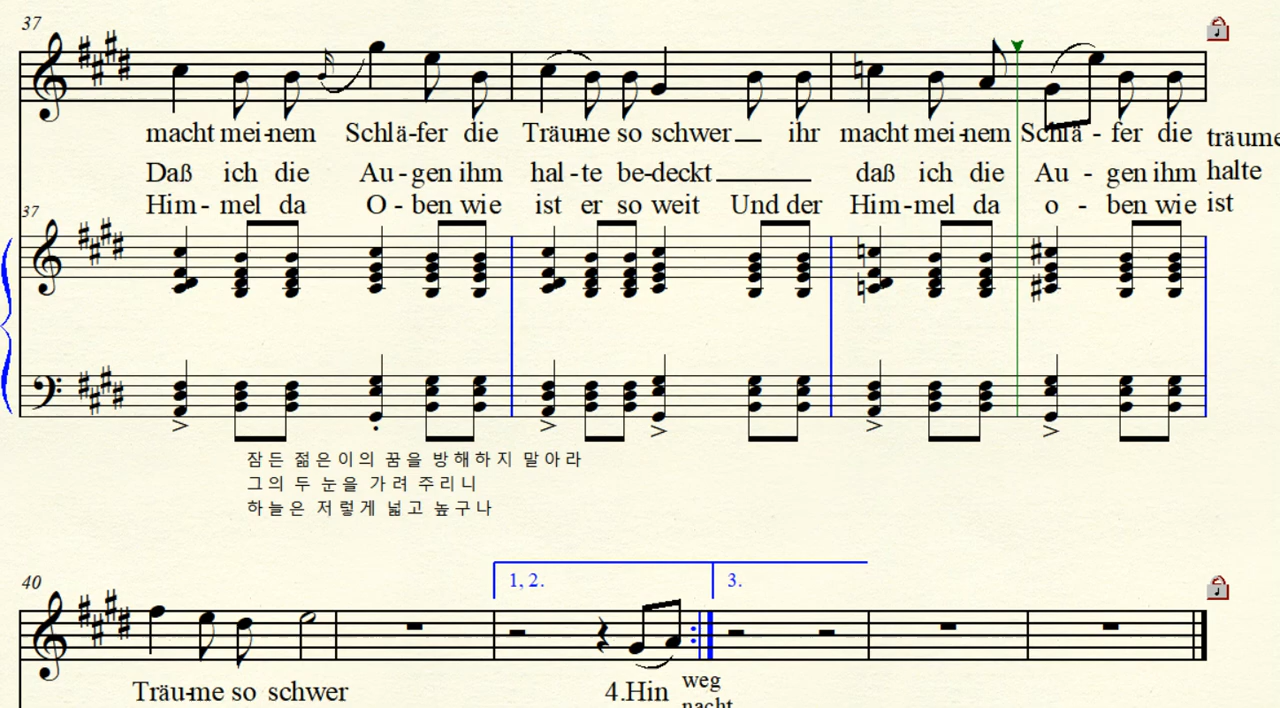 37
macht mei-nem Schlä-fer die Träu-me so schwer ihr macht mei-nem Schlä - fer die träume
Daß ich die Au - gen ihm hal - te be-deckt daß ich die Au - gen ihm halte
Him - mel da O - ben wie ist er so weit Und der Him - mel da o - ben wie ist
37
잠든 젊은이의 꿈을 방해하지 말아라
그의 두 눈을 가려 주리니
하늘은 저렇게 넓고 높구나
40
1, 2. 3.
Träu-me so schwer 4.Hin weg
nacht